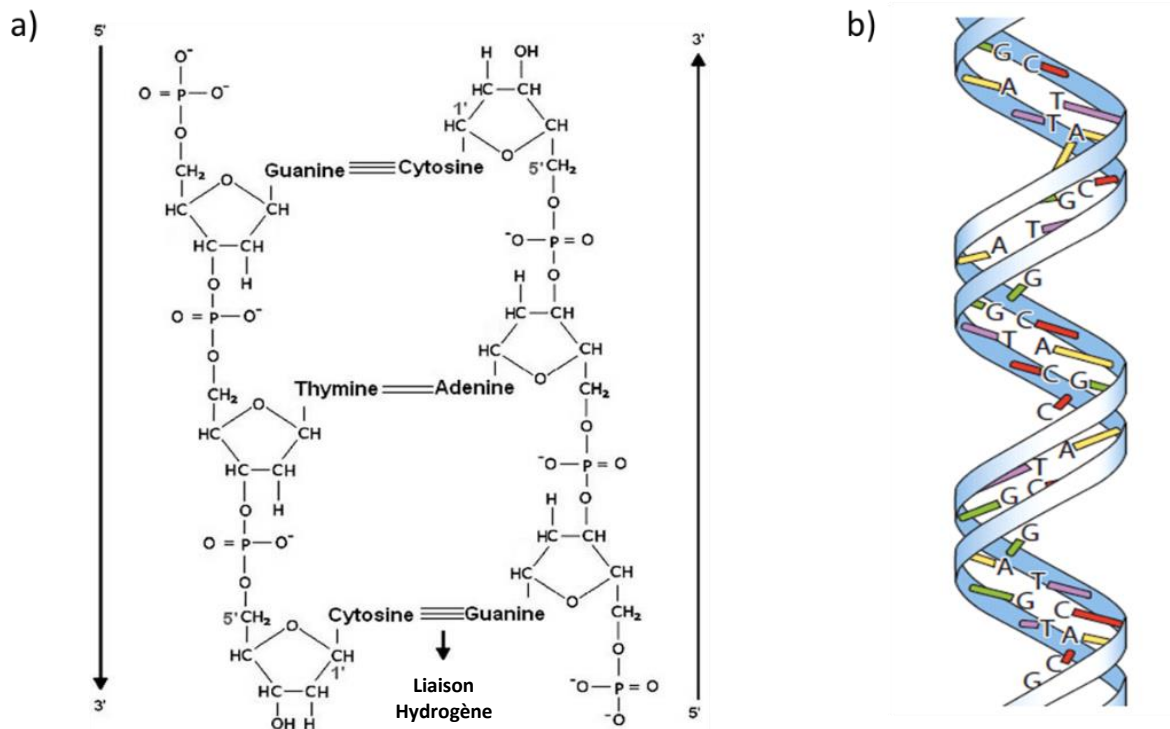 a)
5'
O⁻
O = P—O⁻
O
CH₂
O
HC
CH
HC—CH
H
Guanine
Cytosine
H OH
HC—CH
1'
HC
CH
O
5' CH₂
3'
O
⁻O—P = O
O
O
O = P—O⁻
O
CH₂
O
HC
CH
HC—CH
H
Thymine
Adenine
H
HC—CH
HC
CH
O
CH₂
O
⁻O—P = O
O
O
O = P—O⁻
O
5' CH₂
O
HC
CH
1'
CH—CH
OH H
Cytosine
Guanine
H
HC—CH
HC
CH
O
CH₂
O
⁻O—P = O
⁻O
Liaison
Hydrogène
3'
5'
b)
G C
A T
T A
G C
A T
G
G C
T A
C G
C
A
T
G C
G
A T
G C
T A
C
G